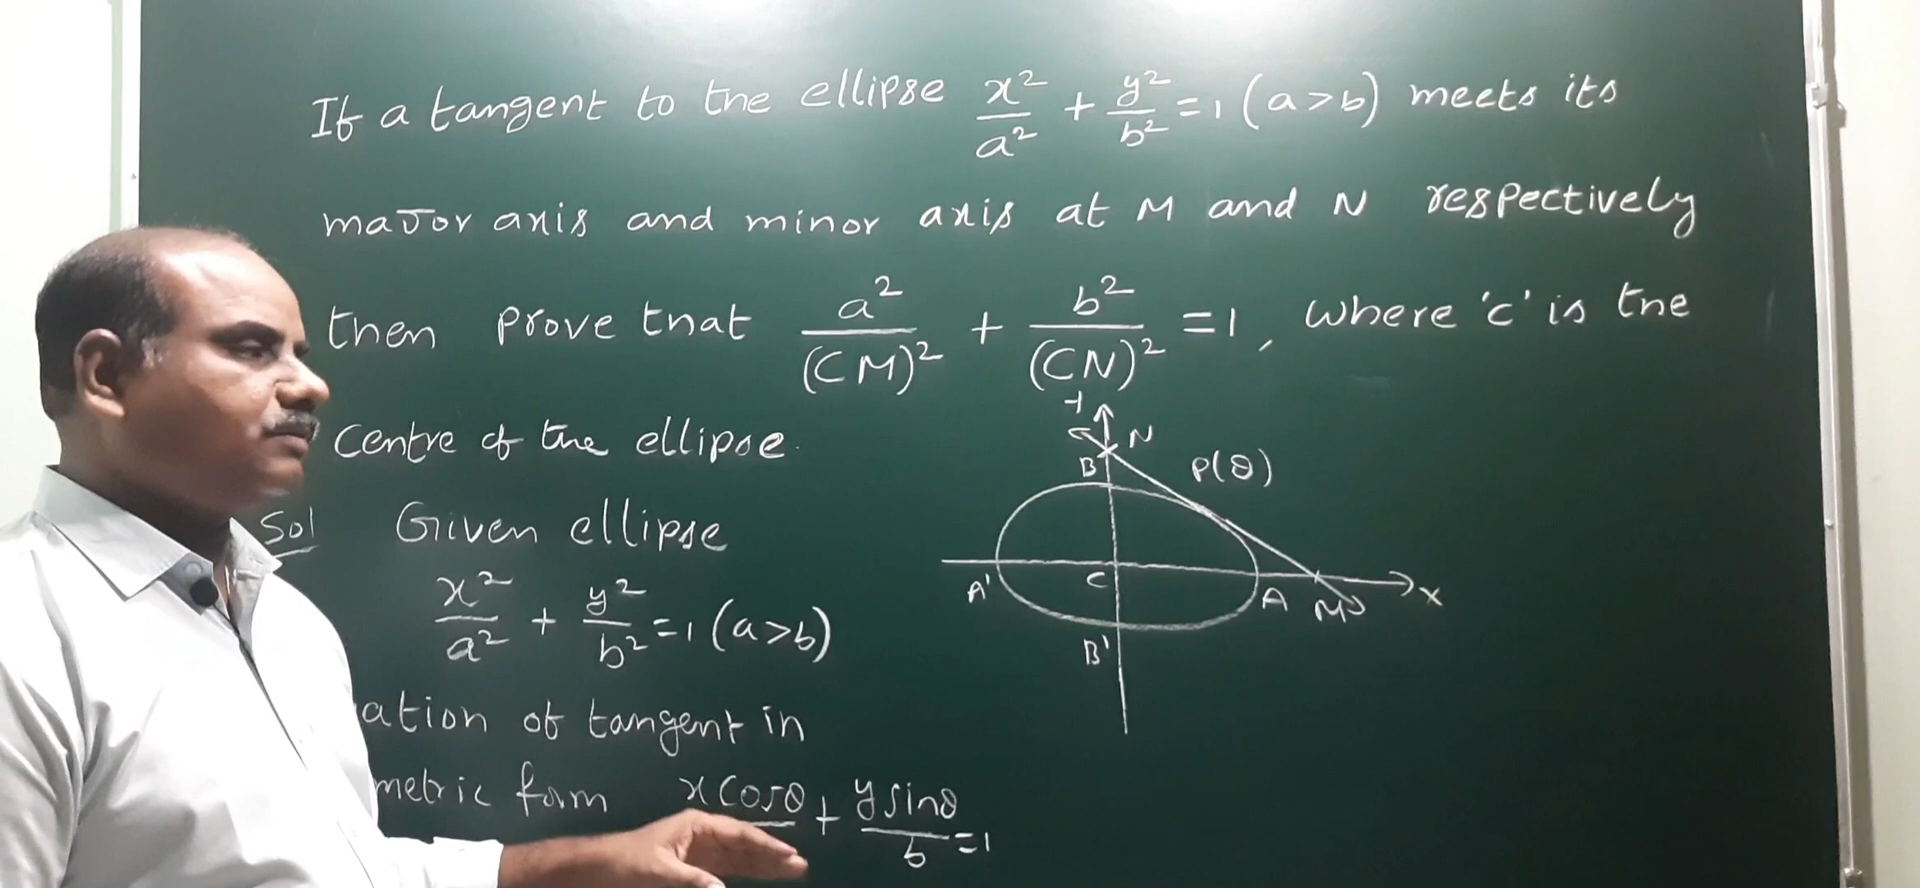 If a tangent to the ellipse x²/a² + y²/b² = 1 (a>b) meets its
major axis and minor axis at M and N respectively
then prove that a²/(CM)² + b²/(CN)² = 1, where 'c' is the
Centre of the ellipse.
Sol Given ellipse
x²/a² + y²/b² = 1 (a>b)
ation of tangent in
metric form x cosθ + y sinθ/b = 1
N
B
P(θ)
A'
C
A
M
x
B'